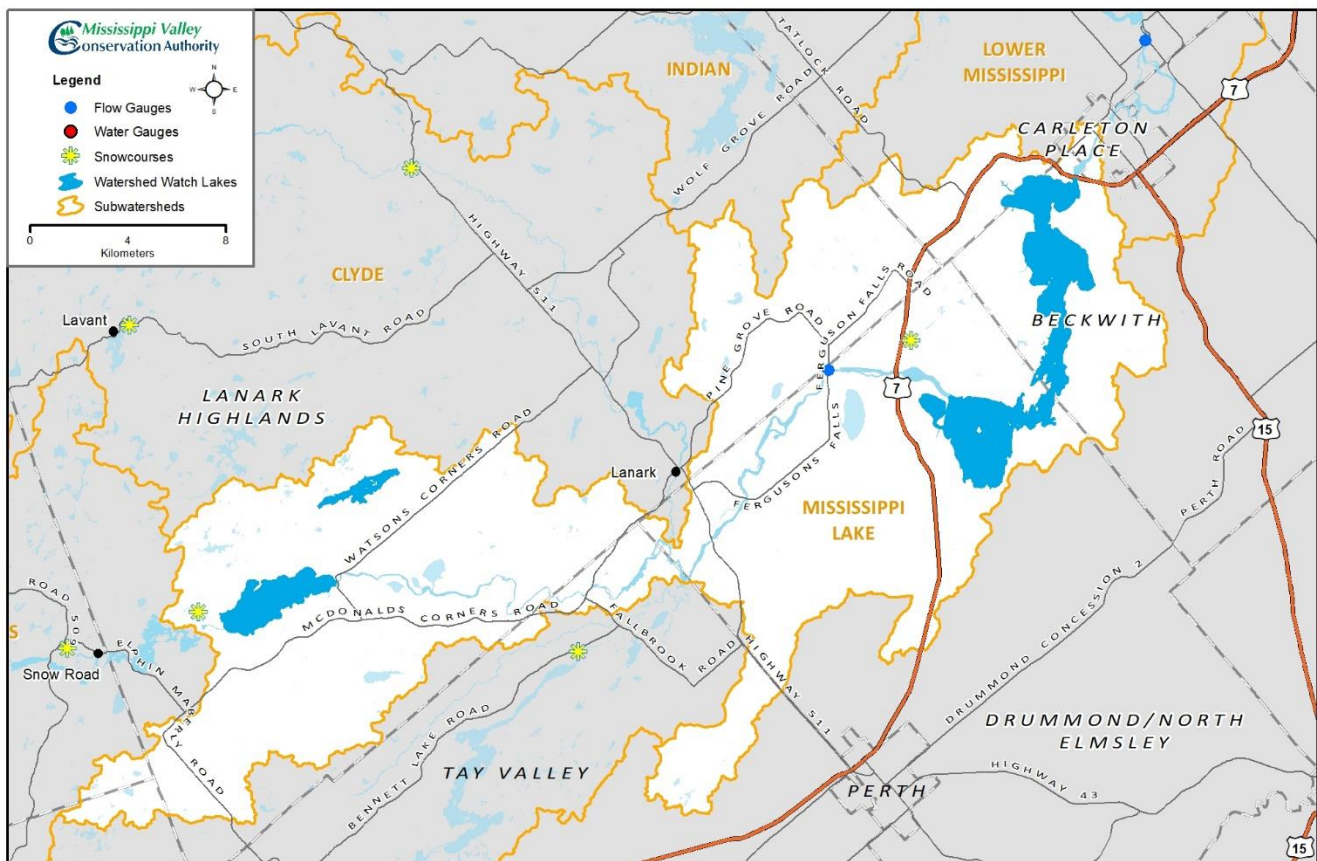 Mississippi Valley
Conservation Authority
Legend
N
W
E
S
Flow Gauges
Water Gauges
Snowcourses
Watershed Watch Lakes
Subwatersheds
0
4
8
Kilometers
INDIAN
LOWER
MISSISSIPPI
TATLOCK ROAD
WOLF GROVE ROAD
7
CARLETON
PLACE
CLYDE
HIGHWAY 511
Lavant
SOUTH LAVANT ROAD
LANARK
HIGHLANDS
PINE GROVE ROAD
FERGUSON FALLS ROAD
BECKWITH
7
15
PERTH ROAD
Lanark
WATSONS CORNERS ROAD
FERGUSONS FALLS
MISSISSIPPI
LAKE
MCDONALDS CORNERS ROAD
FALLBROOK ROAD
ROAD 509
S
Snow Road
ELPHIN MABERLY ROAD
BENNETT LAKE ROAD
TAY VALLEY
HIGHWAY 511
DRUMMOND CONCESSION 2
DRUMMOND/NORTH
ELMSLEY
PERTH
HIGHWAY 43
15